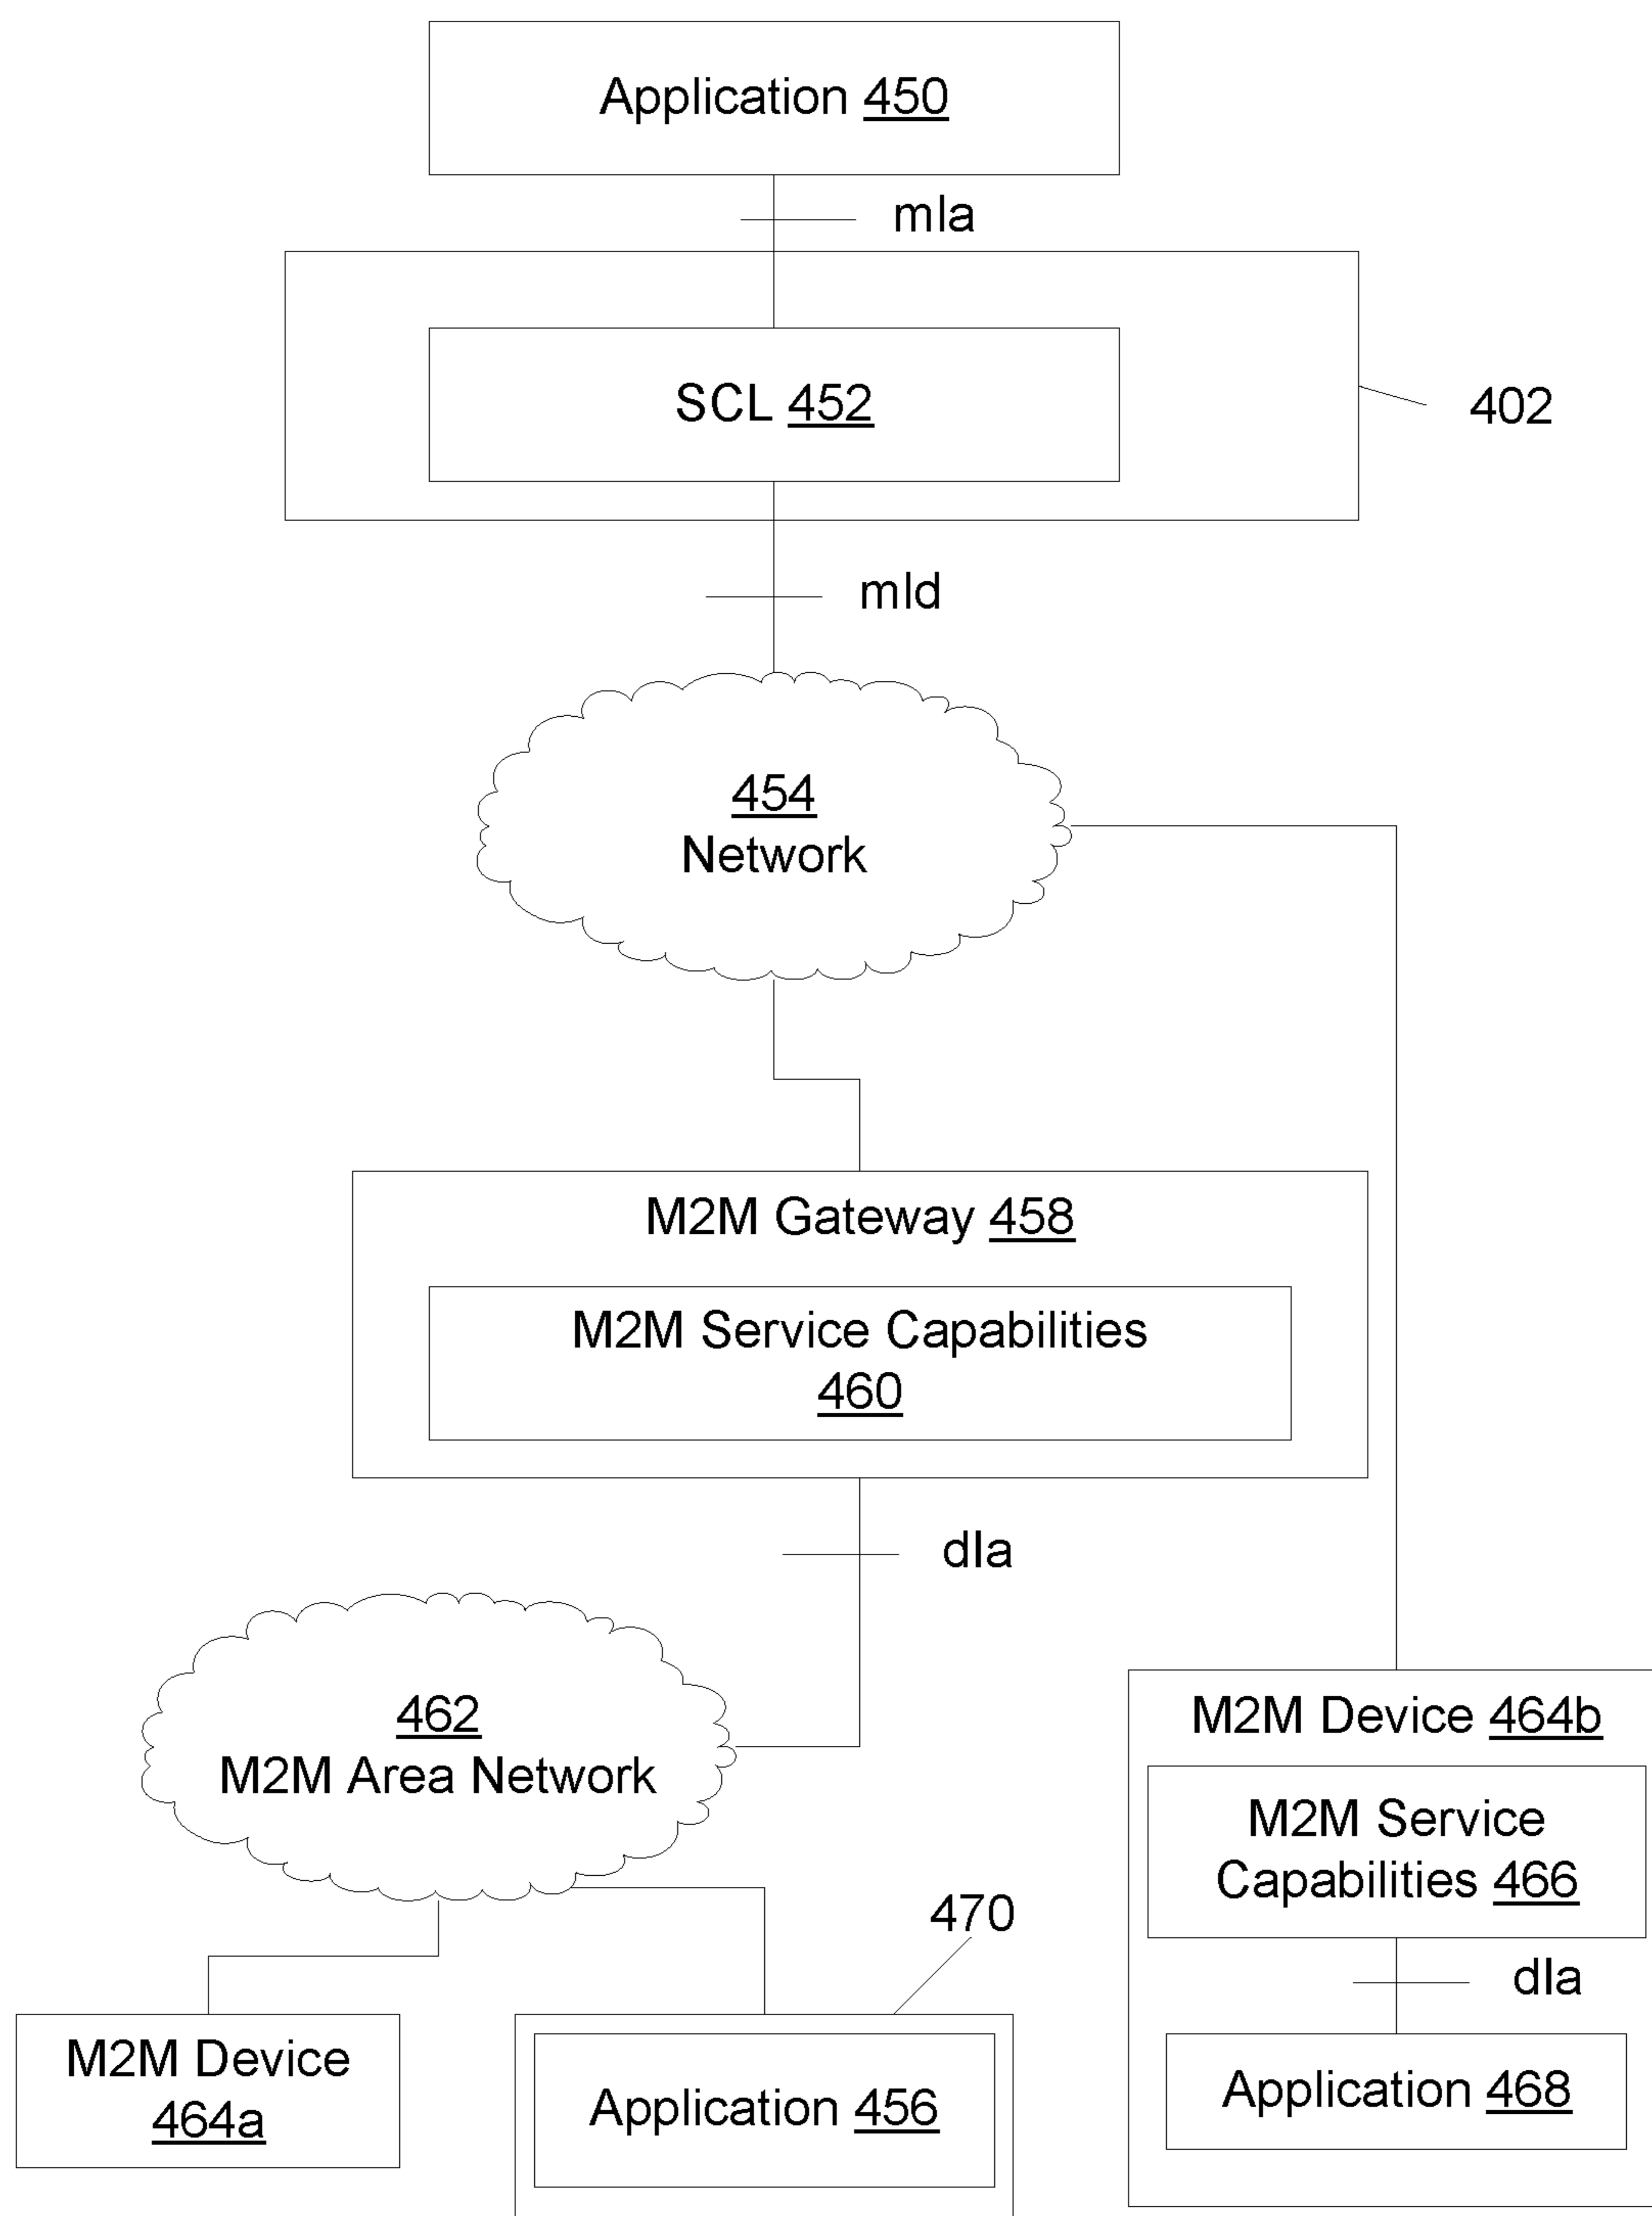 Application 450
mIa
SCL 452
402
mId
454
Network
M2M Gateway 458
M2M Service Capabilities
460
dIa
462
M2M Area Network
M2M Device 464b
M2M Service
Capabilities 466
470
dIa
M2M Device
464a
Application 456
Application 468